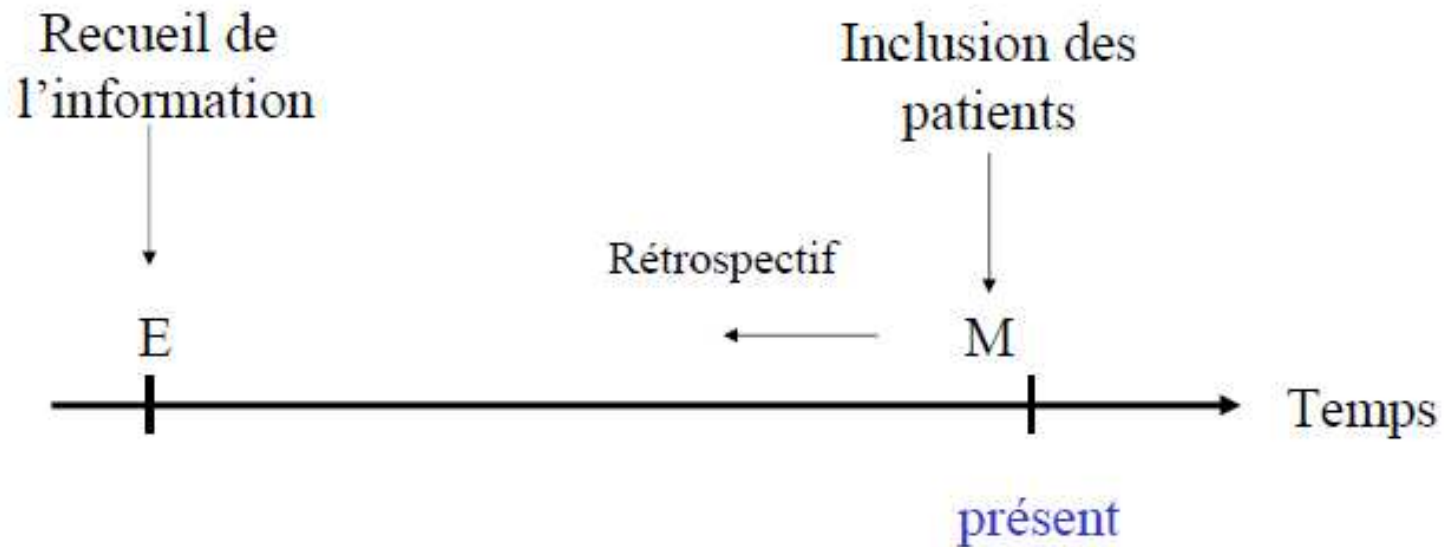 Recueil de
l’information
Inclusion des
patients
Rétrospectif
E
M
Temps
présent